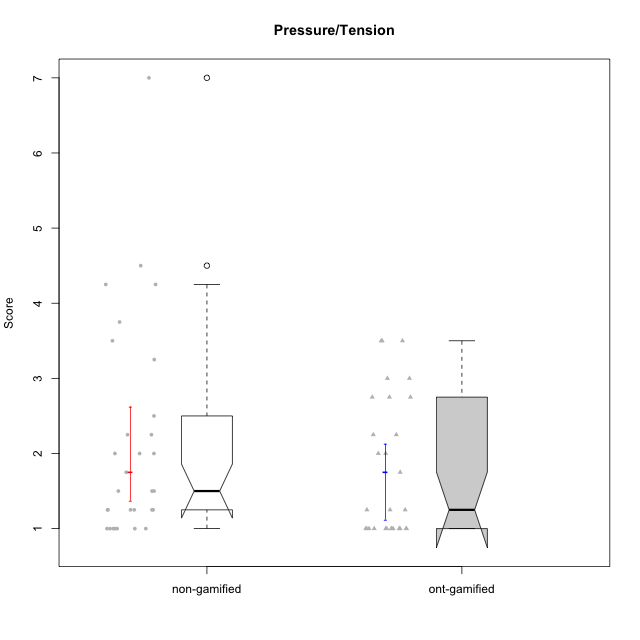 Pressure/Tension
Score
7
6
5
4
3
2
1
non-gamified
ont-gamified